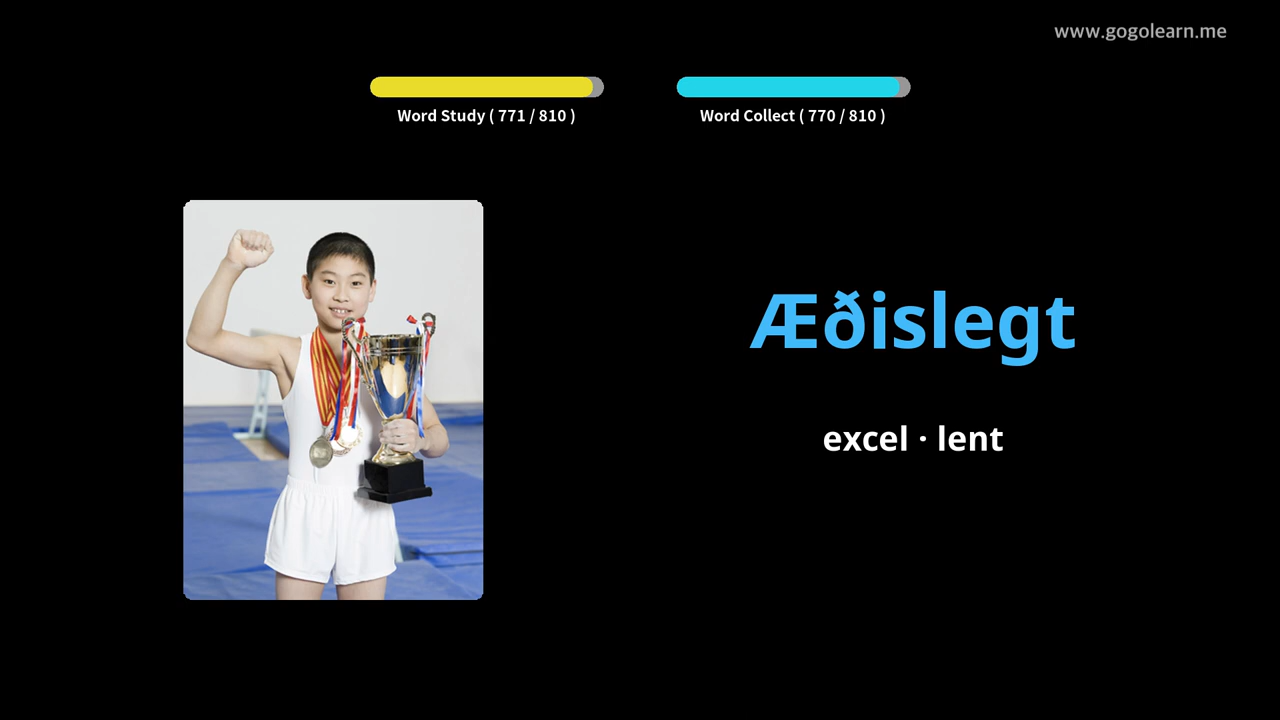 www.gogolearn.me
Word Study ( 771 / 810 )
Word Collect ( 770 / 810 )
Æðislegt
excel · lent